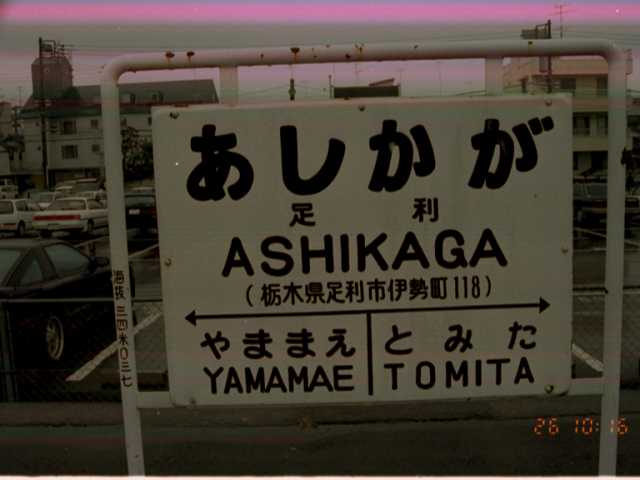 あしかが
足利
ASHIKAGA
(栃木県足利市伊勢町118)
やままえ とみた
YAMAMAE TOMITA
海抜 三四米〇三七
26 10:16